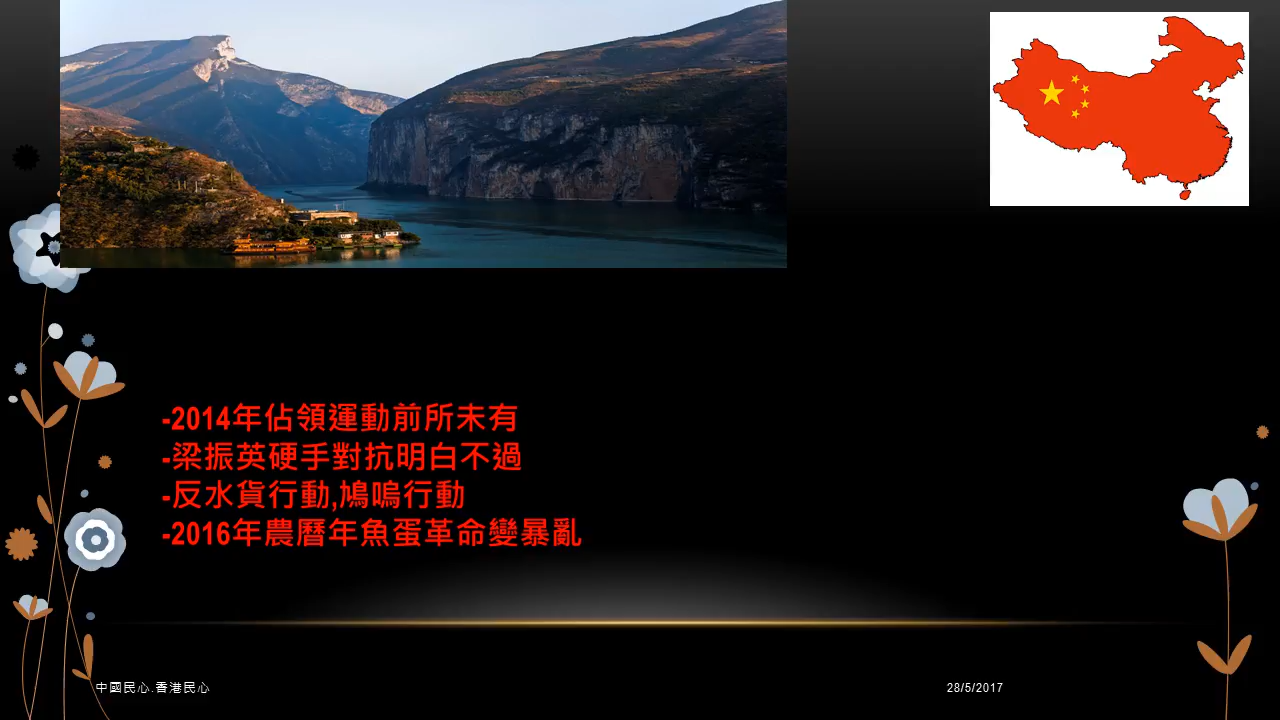 -2014年佔領運動前所未有
-梁振英硬手對抗明白不過
-反水貨行動,鳩嗚行動
-2016年農曆年魚蛋革命變暴亂
中國民心.香港民心
28/5/2017